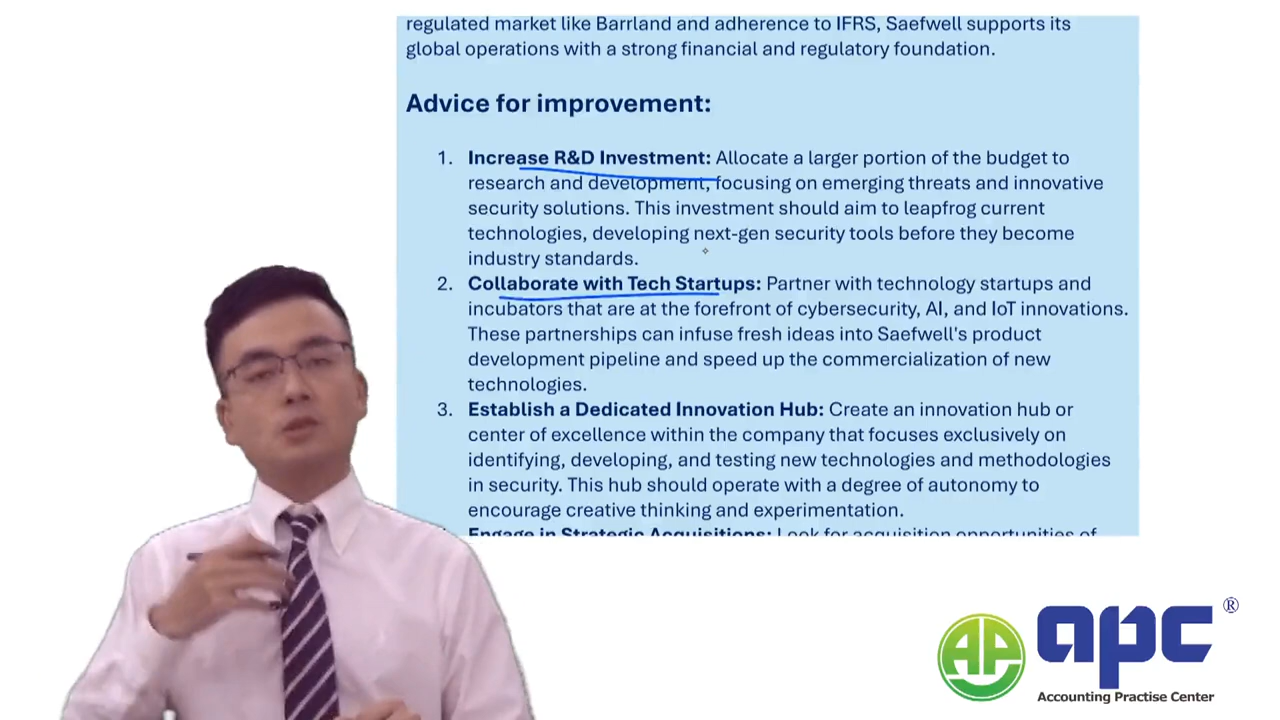 regulated market like Barrland and adherence to IFRS, Saefwell supports its
global operations with a strong financial and regulatory foundation.
Advice for improvement:
1. Increase R&D Investment: Allocate a larger portion of the budget to
research and development, focusing on emerging threats and innovative
security solutions. This investment should aim to leapfrog current
technologies, developing next-gen security tools before they become
industry standards.
2. Collaborate with Tech Startups: Partner with technology startups and
incubators that are at the forefront of cybersecurity, AI, and IoT innovations.
These partnerships can infuse fresh ideas into Saefwell's product
development pipeline and speed up the commercialization of new
technologies.
3. Establish a Dedicated Innovation Hub: Create an innovation hub or
center of excellence within the company that focuses exclusively on
identifying, developing, and testing new technologies and methodologies
in security. This hub should operate with a degree of autonomy to
encourage creative thinking and experimentation.
Engage in Strategic Acquisitions: Look for acquisition opportunities of
AP
apc ®
Accounting Practise Center